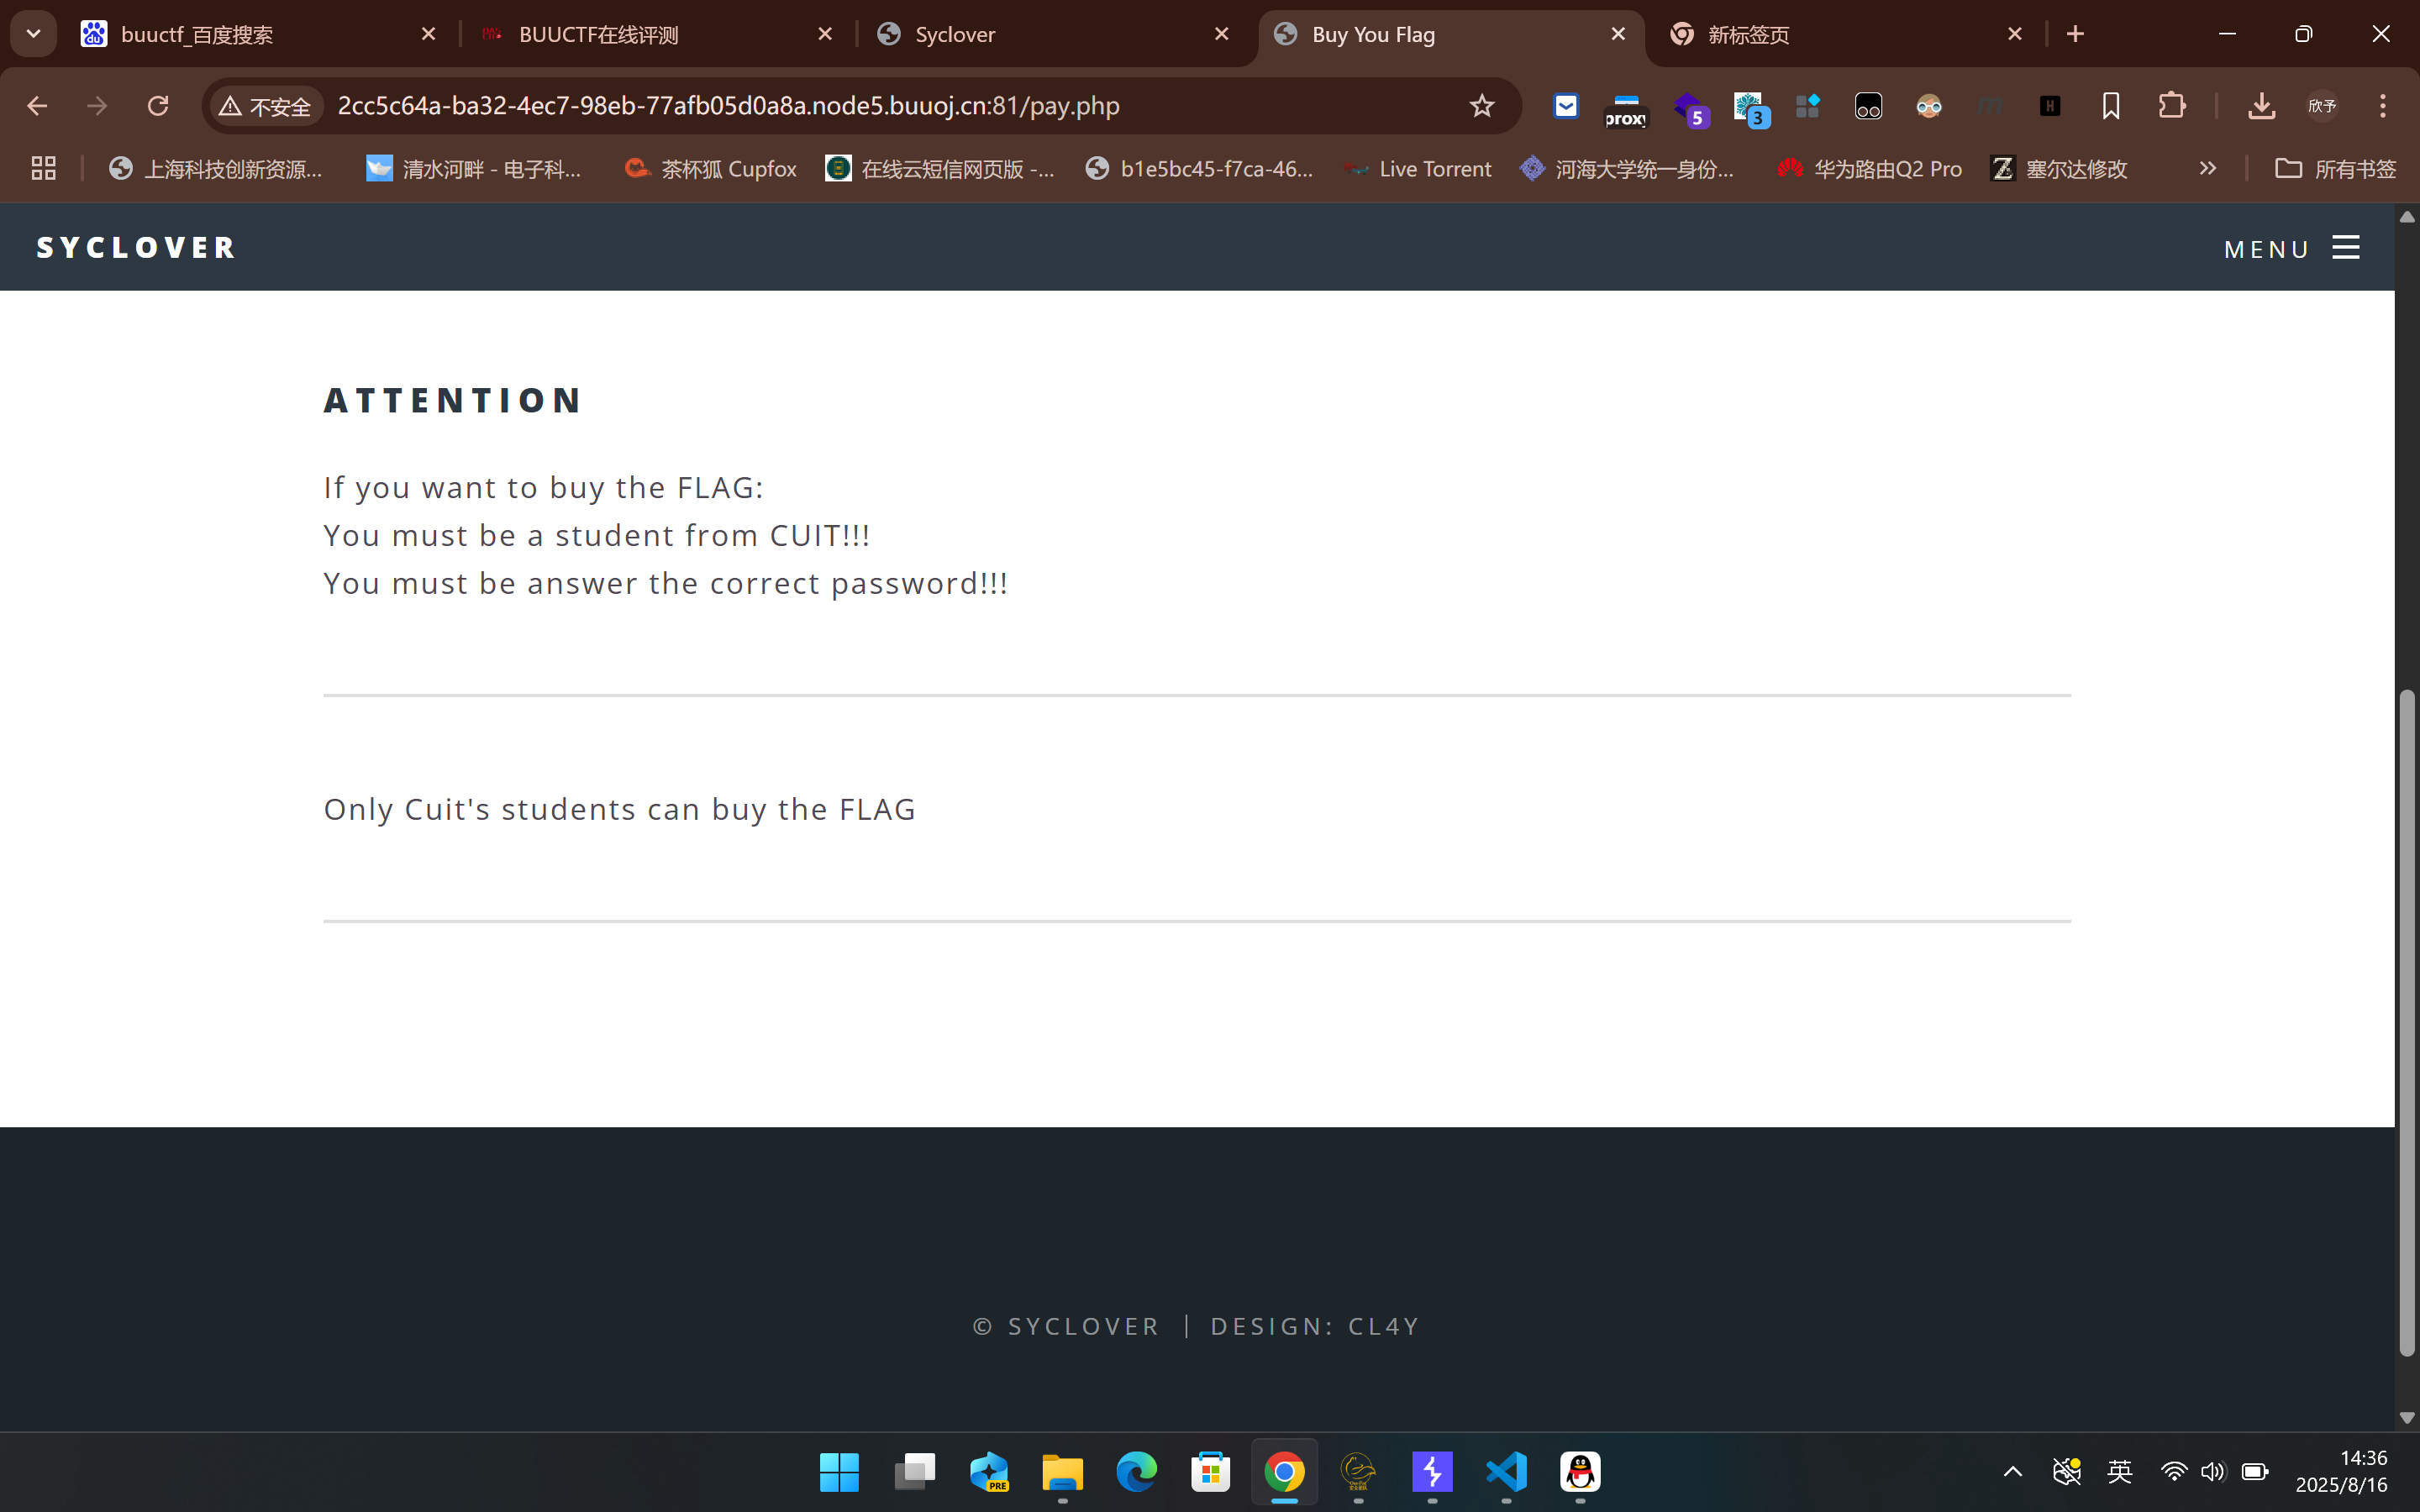 buuctf_百度搜索
BUUCTF在线评测
Syclover
Buy You Flag
新标签页
不安全
2cc5c64a-ba32-4ec7-98eb-77afb05d0a8a.node5.buuoj.cn:81/pay.php
proxy
5
3
H
欣予
上海科技创新资源...
清水河畔 - 电子科...
茶杯狐 Cupfox
在线云短信网页版 -...
b1e5bc45-f7ca-46...
Live Torrent
河海大学统一身份...
华为路由Q2 Pro
塞尔达修改
所有书签
SYCLOVER
MENU
ATTENTION
If you want to buy the FLAG:
You must be a student from CUIT!!!
You must be answer the correct password!!!
Only Cuit's students can buy the FLAG
© SYCLOVER
DESIGN: CL4Y
PRE
英
14:36
2025/8/16